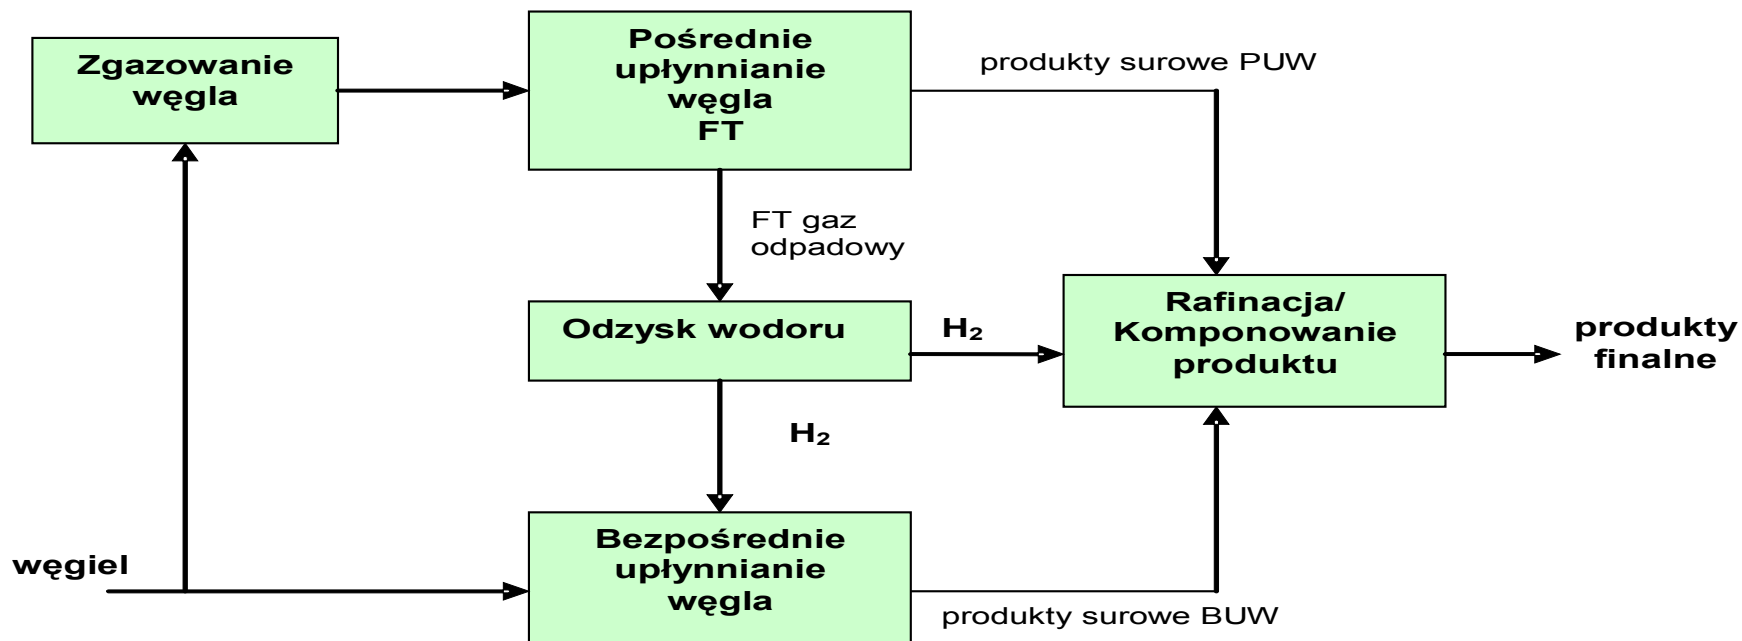 Zgazowanie
węgla
Pośrednie
upłynnianie
węgla
FT
produkty surowe PUW
FT gaz
odpadowy
Odzysk wodoru
H₂
Rafinacja/
Komponowanie
produktu
produkty
finalne
H₂
węgiel
Bezpośrednie
upłynnianie
węgla
produkty surowe BUW